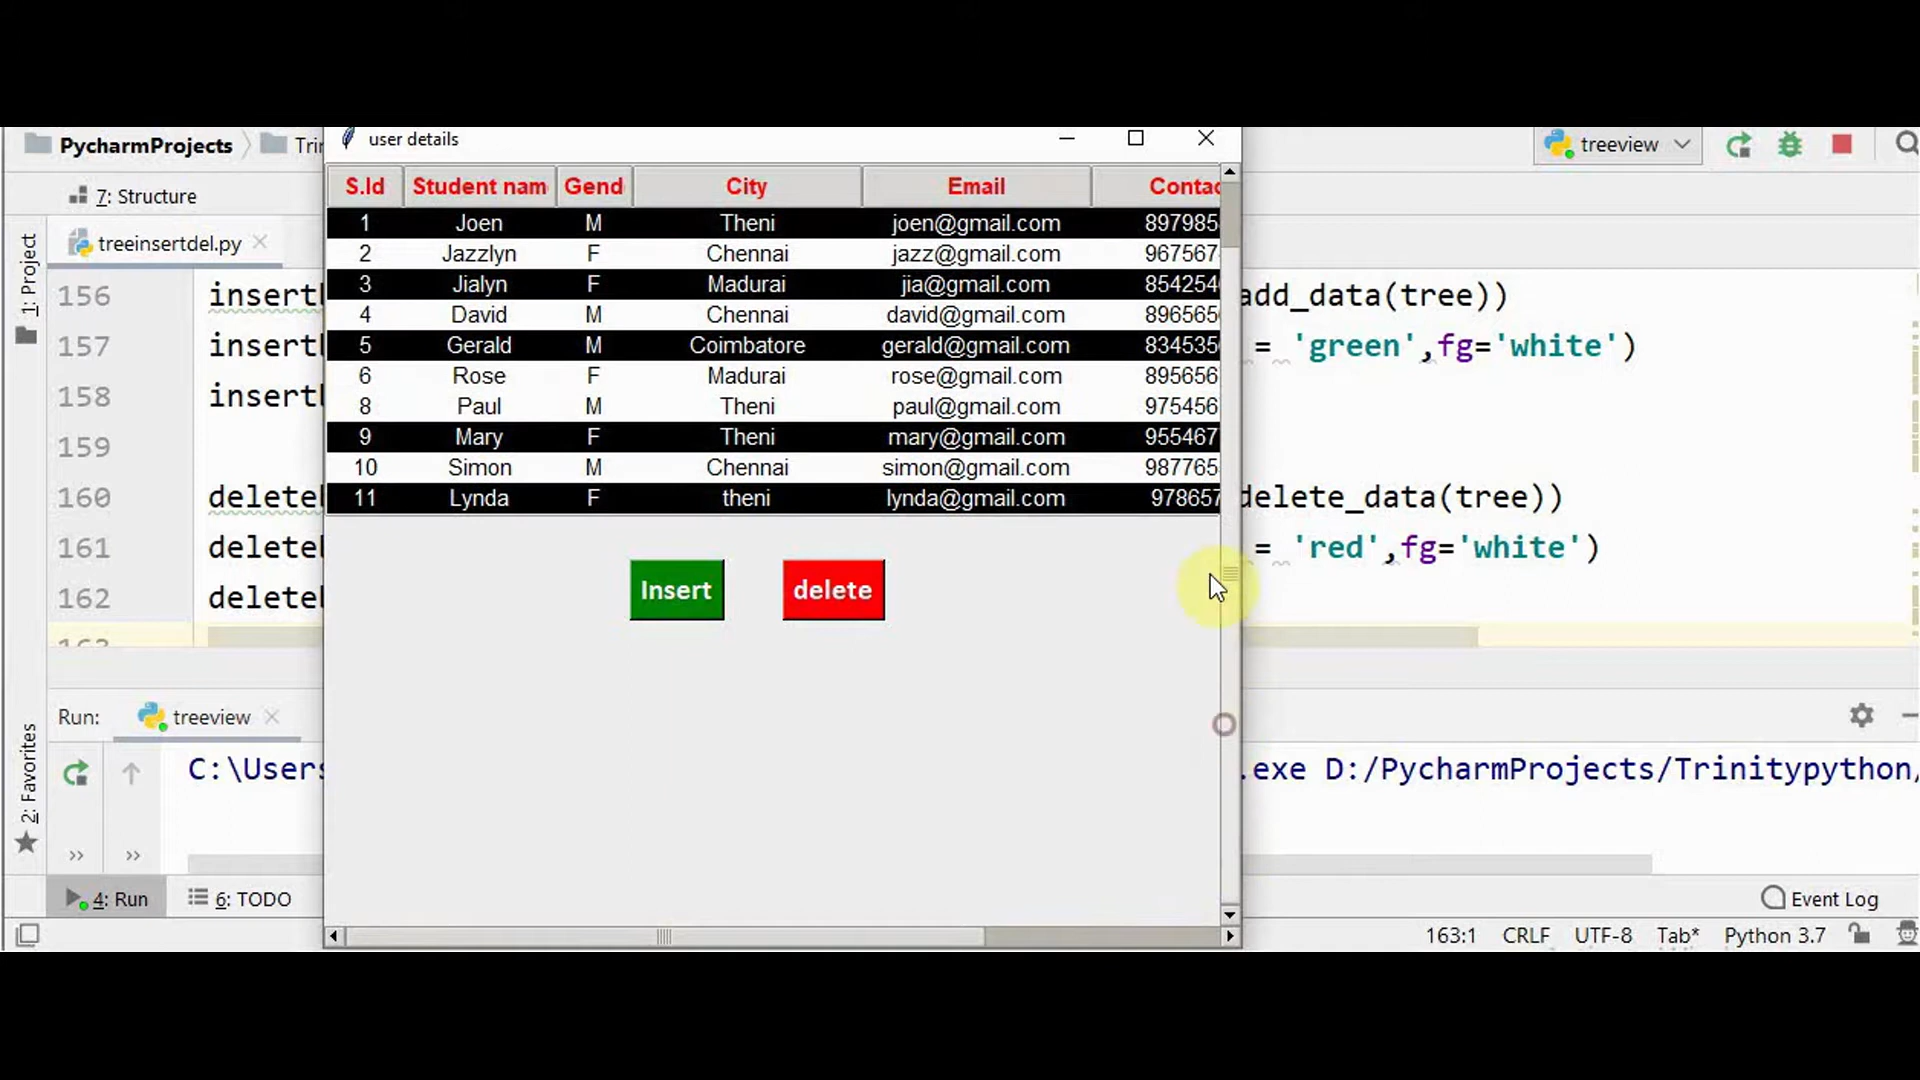 PycharmProjects
Tri
user details
treeview
7: Structure
1: Project
treeinsertdel.py
S.Id Student nam Gend City Email Contac
1 Joen M Theni joen@gmail.com 897985
2 Jazzlyn F Chennai jazz@gmail.com 967567
3 Jialyn F Madurai jia@gmail.com 854254
4 David M Chennai david@gmail.com 896565
5 Gerald M Coimbatore gerald@gmail.com 834535
6 Rose F Madurai rose@gmail.com 895656
8 Paul M Theni paul@gmail.com 975456
9 Mary F Theni mary@gmail.com 955467
10 Simon M Chennai simon@gmail.com 987765
11 Lynda F theni lynda@gmail.com 978657
Insert delete
156 insert add_data(tree))
157 insert = 'green',fg='white')
158 insert
159
160 delete delete_data(tree))
161 delete = 'red',fg='white')
162 delete
163
Run: treeview
2: Favorites
C:\Users .exe D:/PycharmProjects/Trinitypython/
4: Run 6: TODO Event Log
163:1 CRLF UTF-8 Tab* Python 3.7